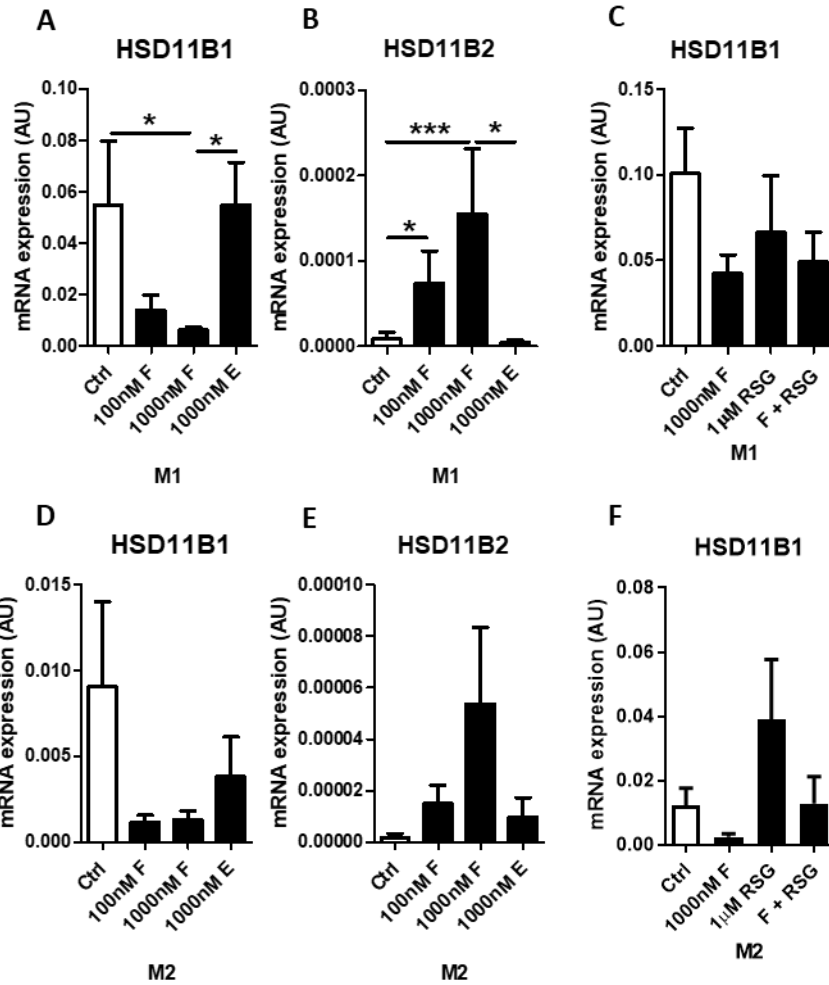 A
HSD11B1
mRNA expression (AU)
0.10
0.08
0.06
0.04
0.02
0.00
*
*
Ctrl
100nM F
1000nM F
1000nM E
M1
B
HSD11B2
mRNA expression (AU)
0.0003
0.0002
0.0001
0.0000
***
*
*
Ctrl
100nM F
1000nM F
1000nM E
M1
C
HSD11B1
mRNA expression (AU)
0.15
0.10
0.05
0.00
Ctrl
1000nM F
1µM RSG
F + RSG
M1
D
HSD11B1
mRNA expression (AU)
0.015
0.010
0.005
0.000
Ctrl
100nM F
1000nM F
1000nM E
M2
E
HSD11B2
mRNA expression (AU)
0.00010
0.00008
0.00006
0.00004
0.00002
0.00000
Ctrl
100nM F
1000nM F
1000nM E
M2
F
HSD11B1
mRNA expression (AU)
0.08
0.06
0.04
0.02
0.00
Ctrl
1000nM F
1µM RSG
F + RSG
M2